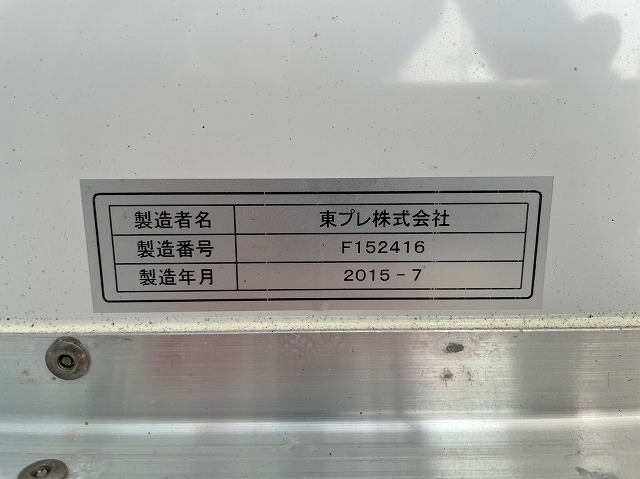 製造者名 東プレ株式会社
製造番号 F152416
製造年月 2015-7